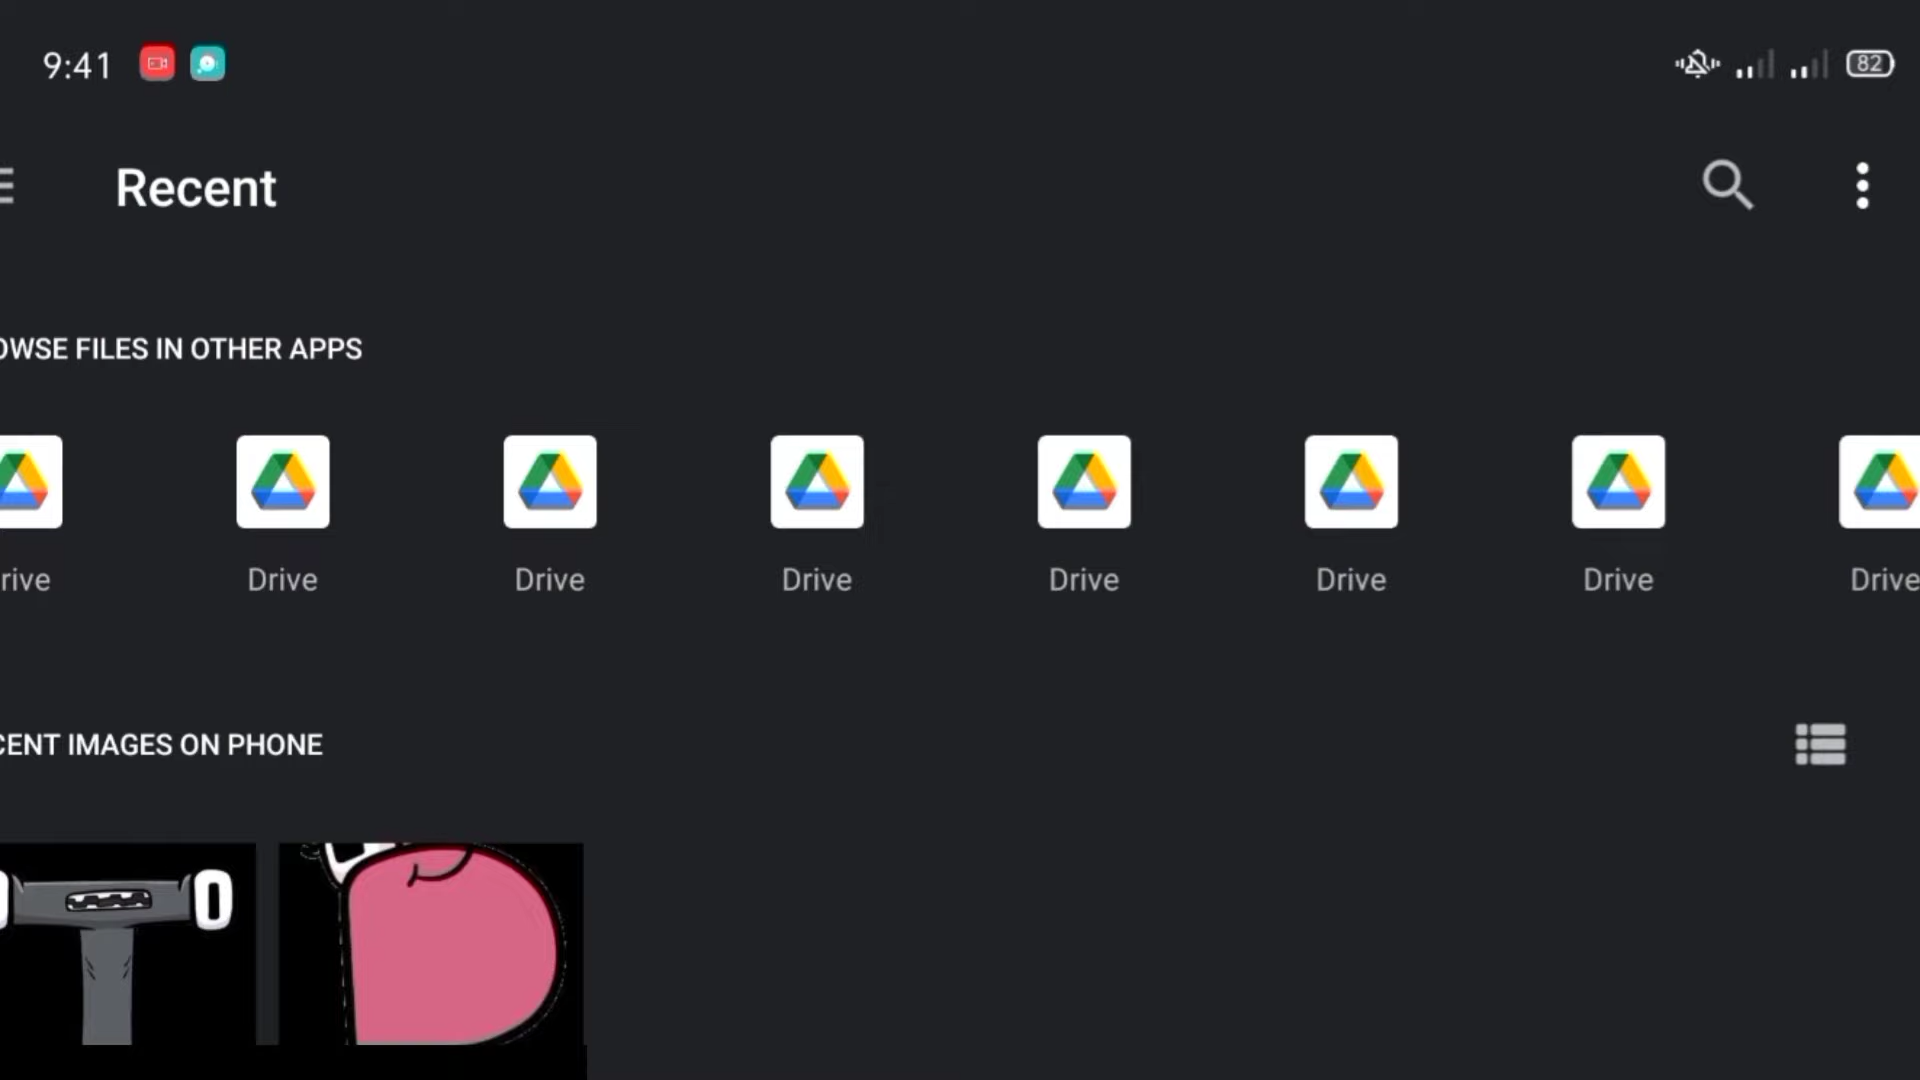 9:41
82
Recent
OWSE FILES IN OTHER APPS
rive Drive Drive Drive Drive Drive Drive Drive
CENT IMAGES ON PHONE